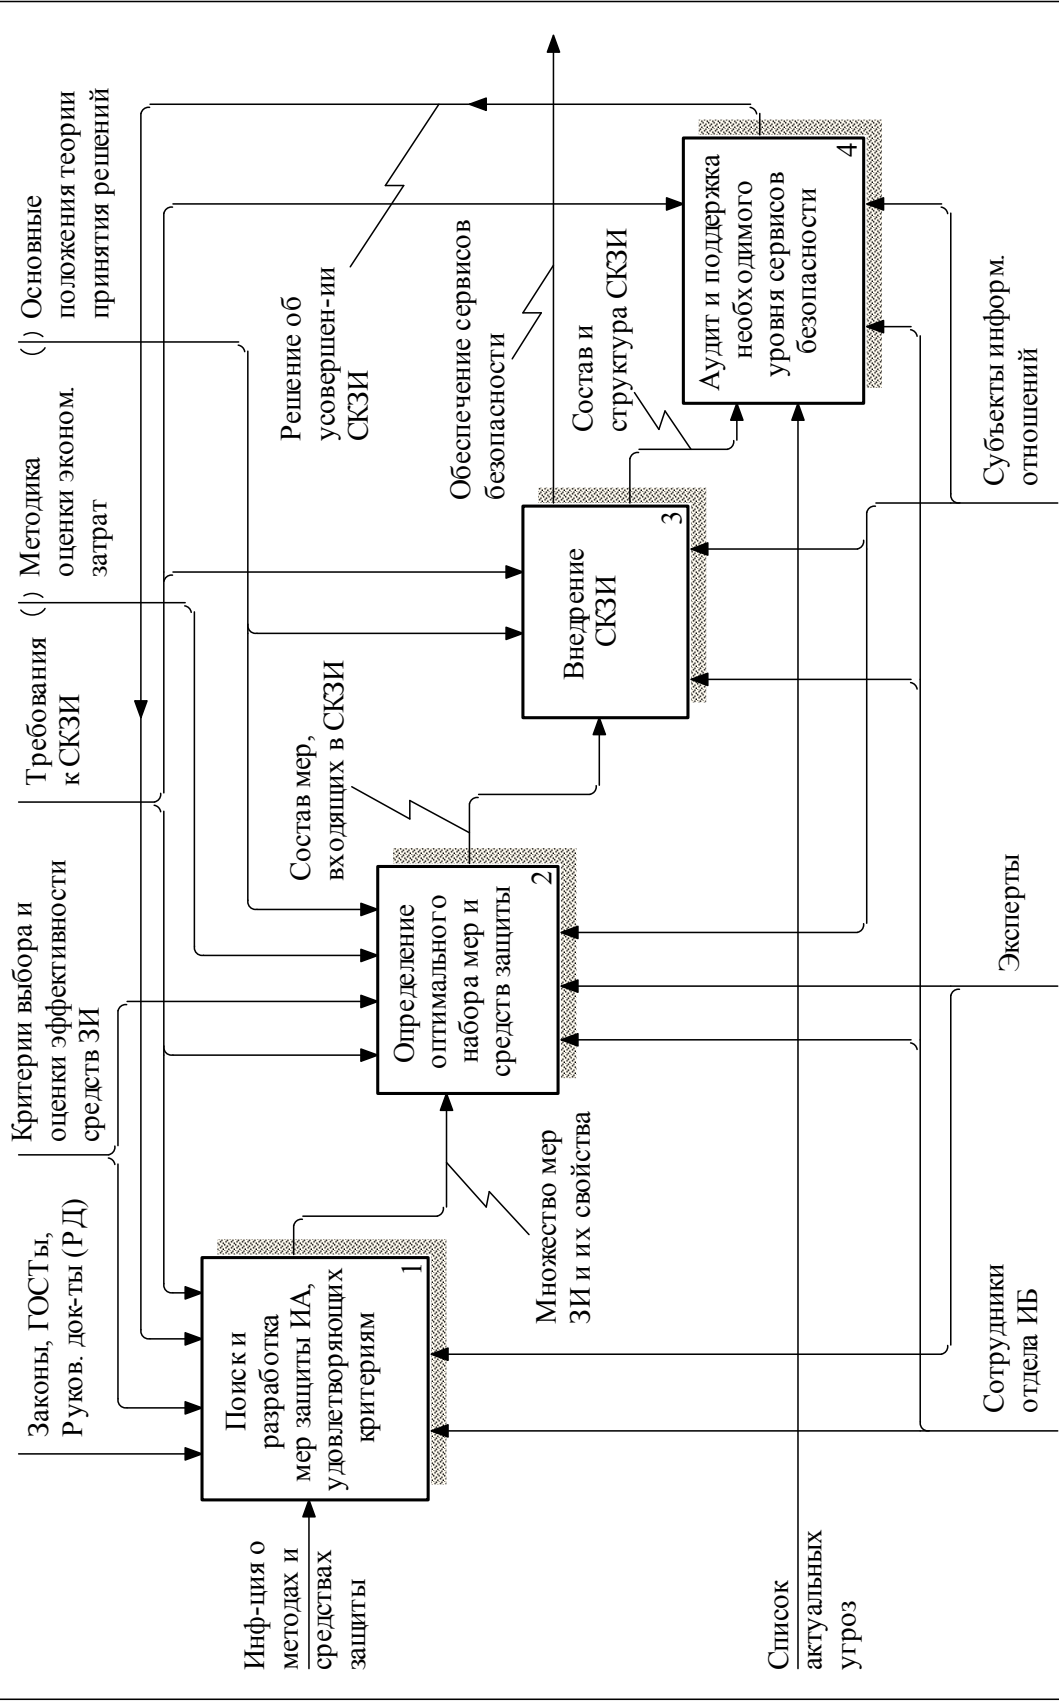 Законы, ГОСТы,
Руков. док-ты (РД)
Критерии выбора и
оценки эффективности
средств ЗИ
Требования
к СКЗИ
( ) Методика
оценки эконом.
затрат
( ) Основные
положения теории
принятия решений
Инф-ция о
методах и
средствах
защиты
Поиск и
разработка
мер защиты ИА,
удовлетворяющих
критериям
1
Множество мер
ЗИ и их свойства
Определение
оптимального
набора мер и
средств защиты
2
Состав мер,
входящих в СКЗИ
Внедрение
СКЗИ
3
Решение об
усовершен-ии
СКЗИ
Обеспечение сервисов
безопасности
Состав и
структура СКЗИ
Аудит и поддержка
необходимого
уровня сервисов
безопасности
4
Список
актуальных
угроз
Сотрудники
отдела ИБ
Эксперты
Субъекты информ.
отношений